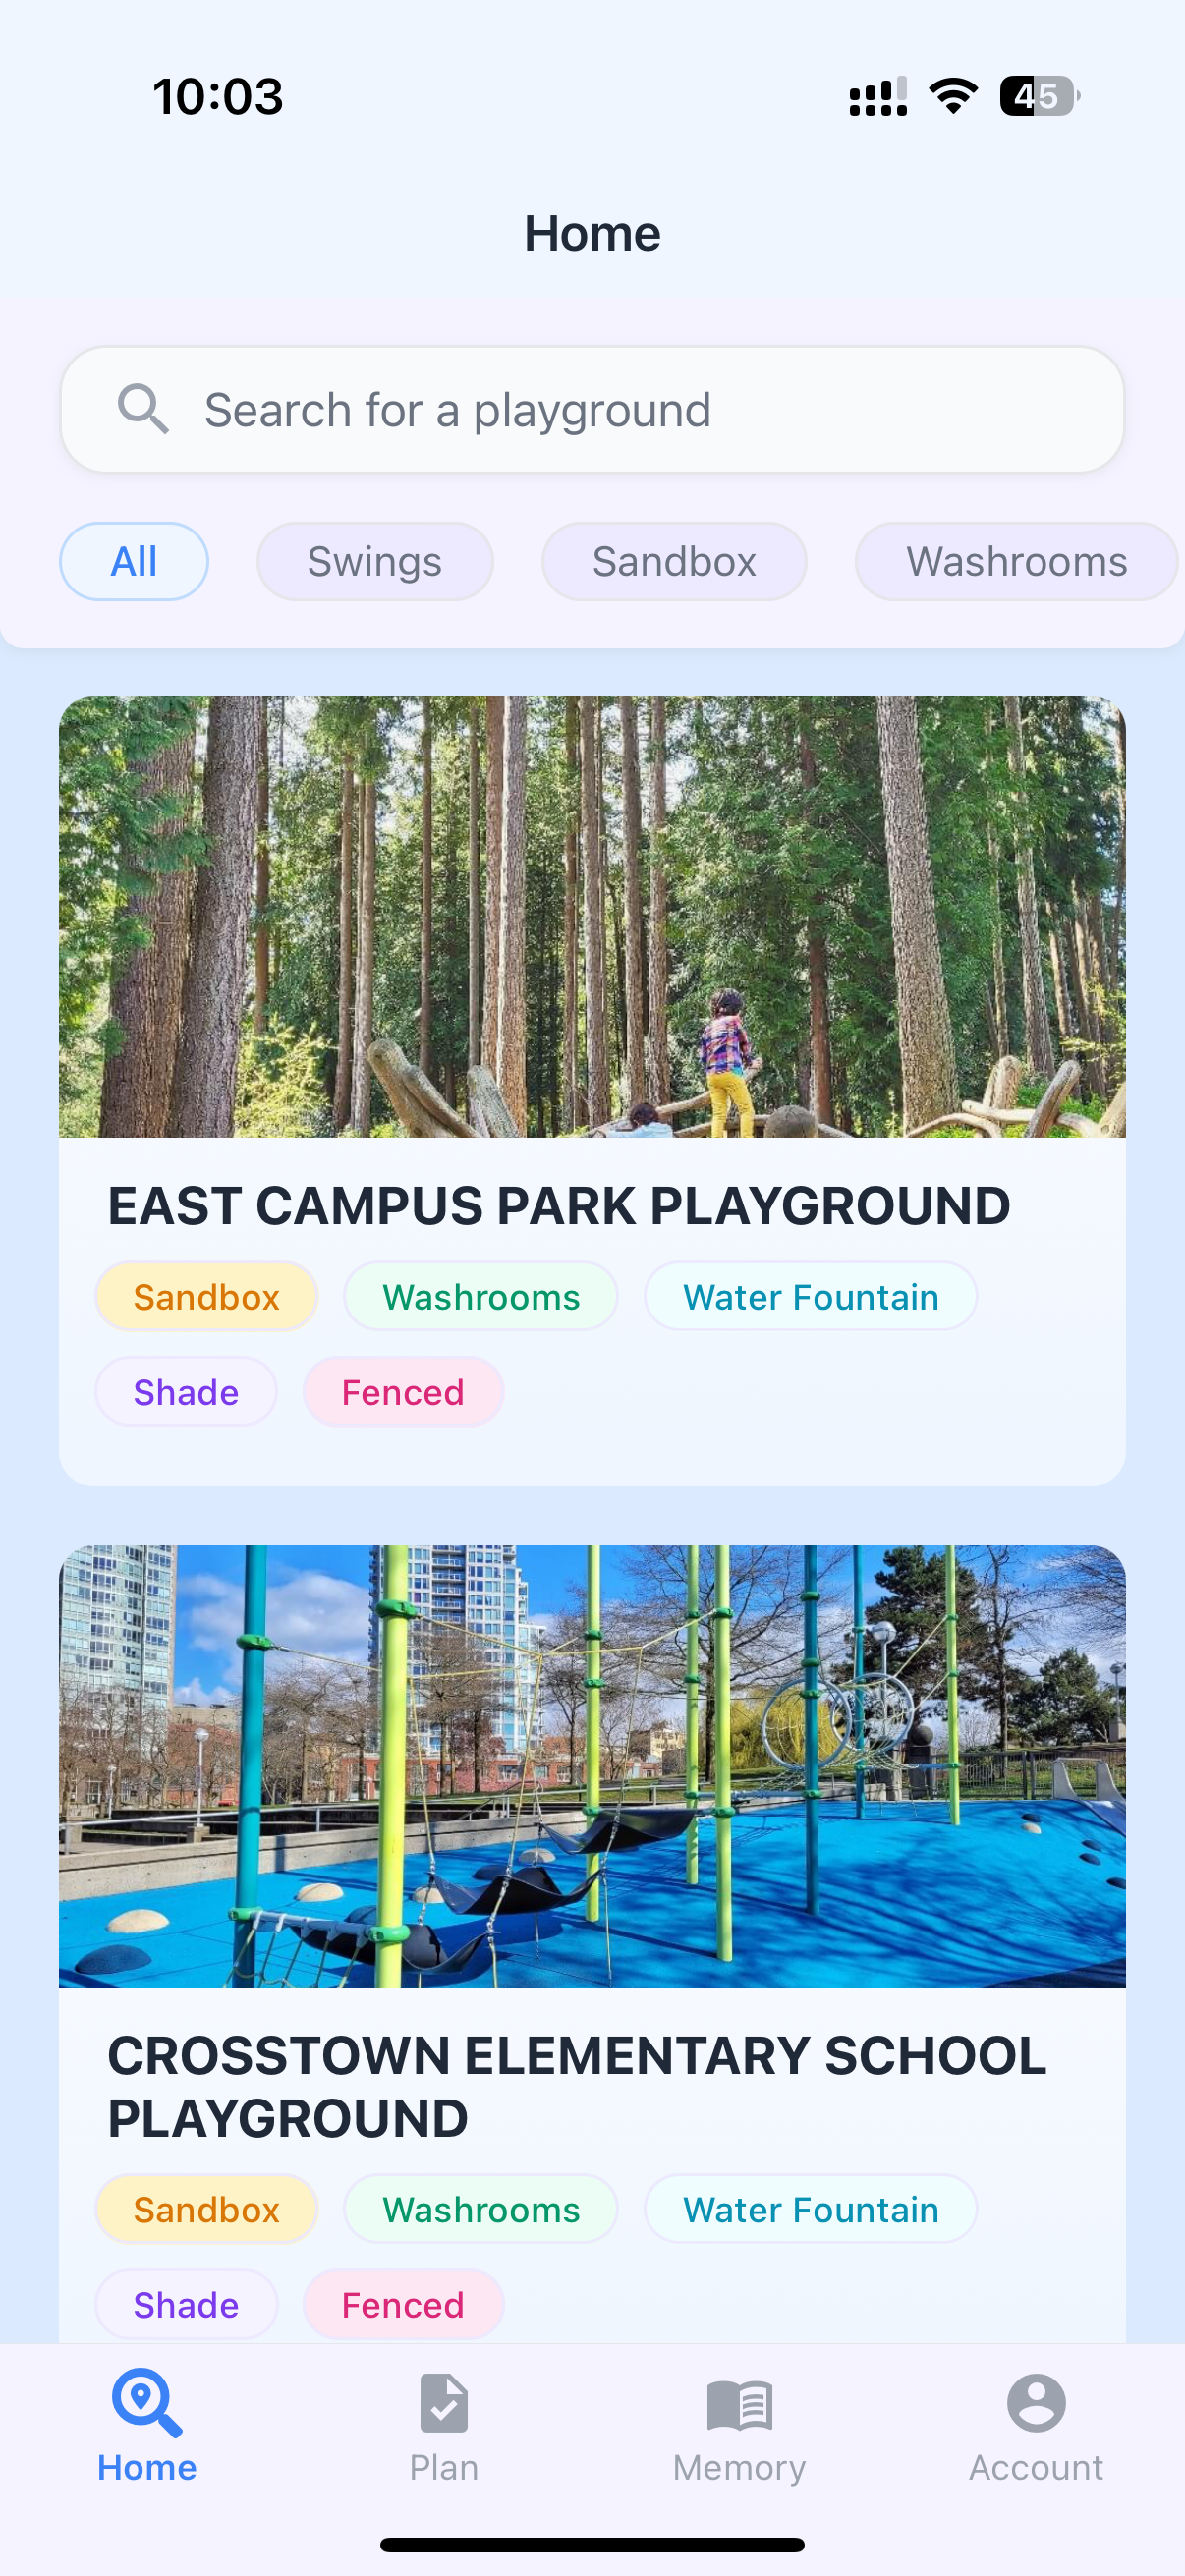 10:03
45
Home
Search for a playground
All Swings Sandbox Washrooms
EAST CAMPUS PARK PLAYGROUND
Sandbox Washrooms Water Fountain
Shade Fenced
CROSSTOWN ELEMENTARY SCHOOL
PLAYGROUND
Sandbox Washrooms Water Fountain
Shade Fenced
Home Plan Memory Account